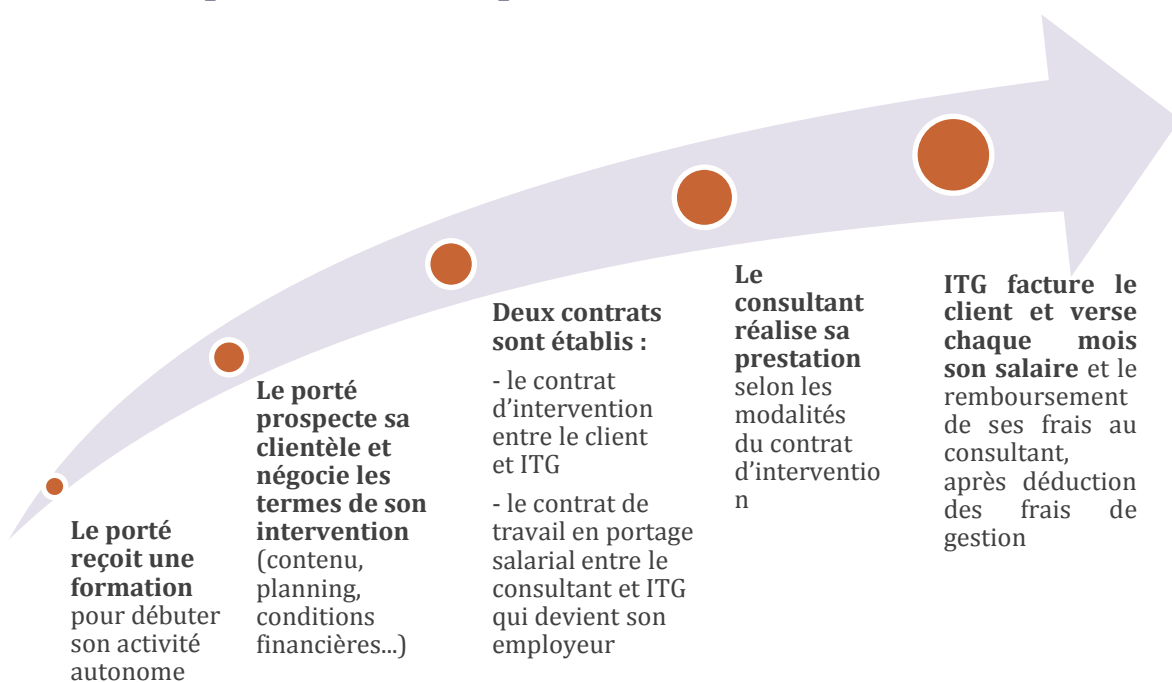 Le porté
reçoit une
formation
pour débuter
son activité
autonome
Le porté
prospecte sa
clientèle et
négocie les
termes de son
intervention
(contenu,
planning,
conditions
financières...)
Deux contrats
sont établis :
- le contrat
d'intervention
entre le client
et ITG
- le contrat de
travail en portage
salarial entre le
consultant et ITG
qui devient son
employeur
Le
consultant
réalise sa
prestation
selon les
modalités
du contrat
d'interventio
n
ITG facture le
client et verse
chaque mois
son salaire et le
remboursement
de ses frais au
consultant,
après déduction
des frais de
gestion